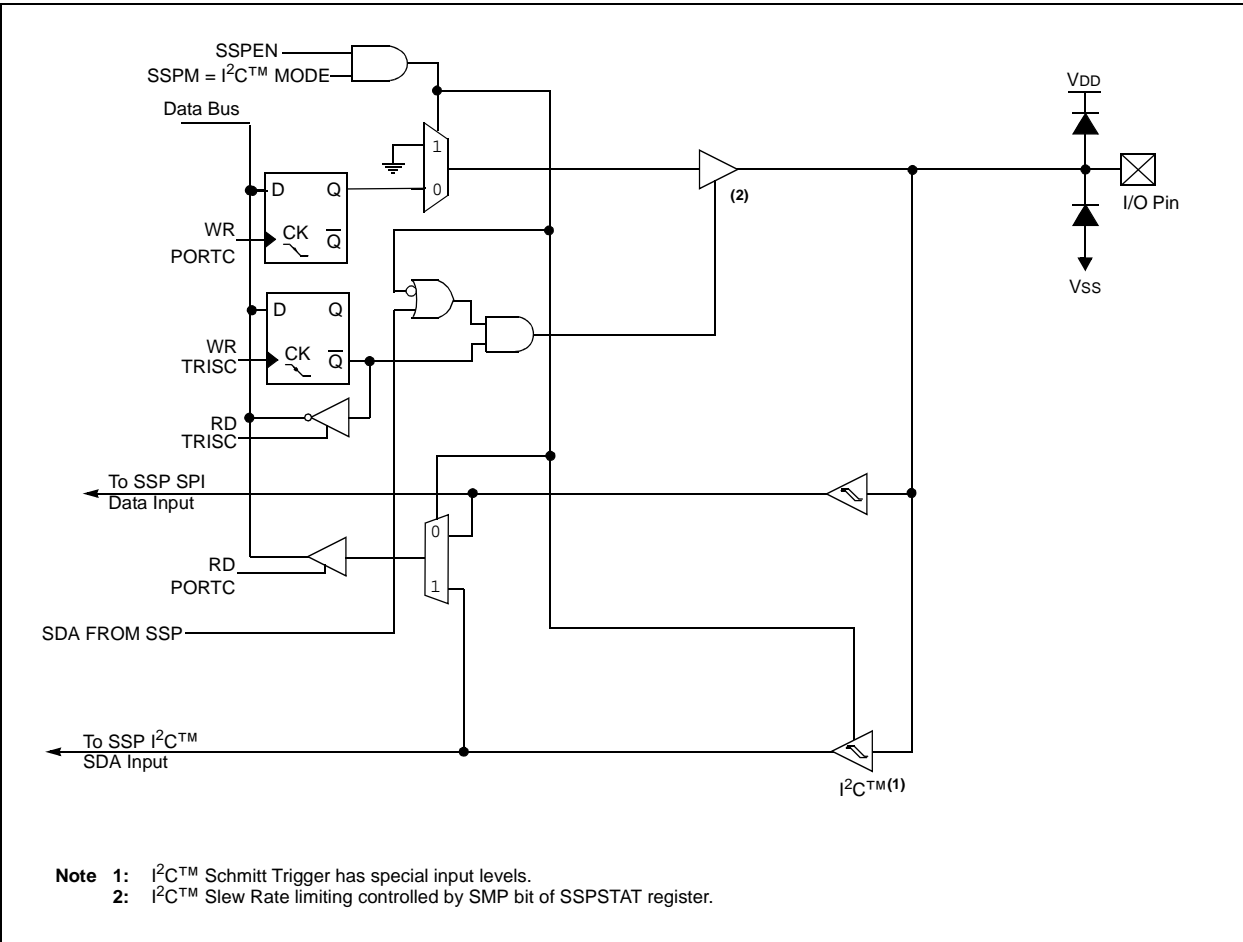 SSPEN
SSPM = I²C™ MODE
Data Bus
VDD
1
0
D Q
CK Q̅
WR
PORTC
(2)
I/O Pin
VSS
D Q
CK Q̅
WR
TRISC
RD
TRISC
To SSP SPI
Data Input
0
1
RD
PORTC
SDA FROM SSP
To SSP I²C™
SDA Input
I²C™(1)
Note 1: I²C™ Schmitt Trigger has special input levels.
2: I²C™ Slew Rate limiting controlled by SMP bit of SSPSTAT register.